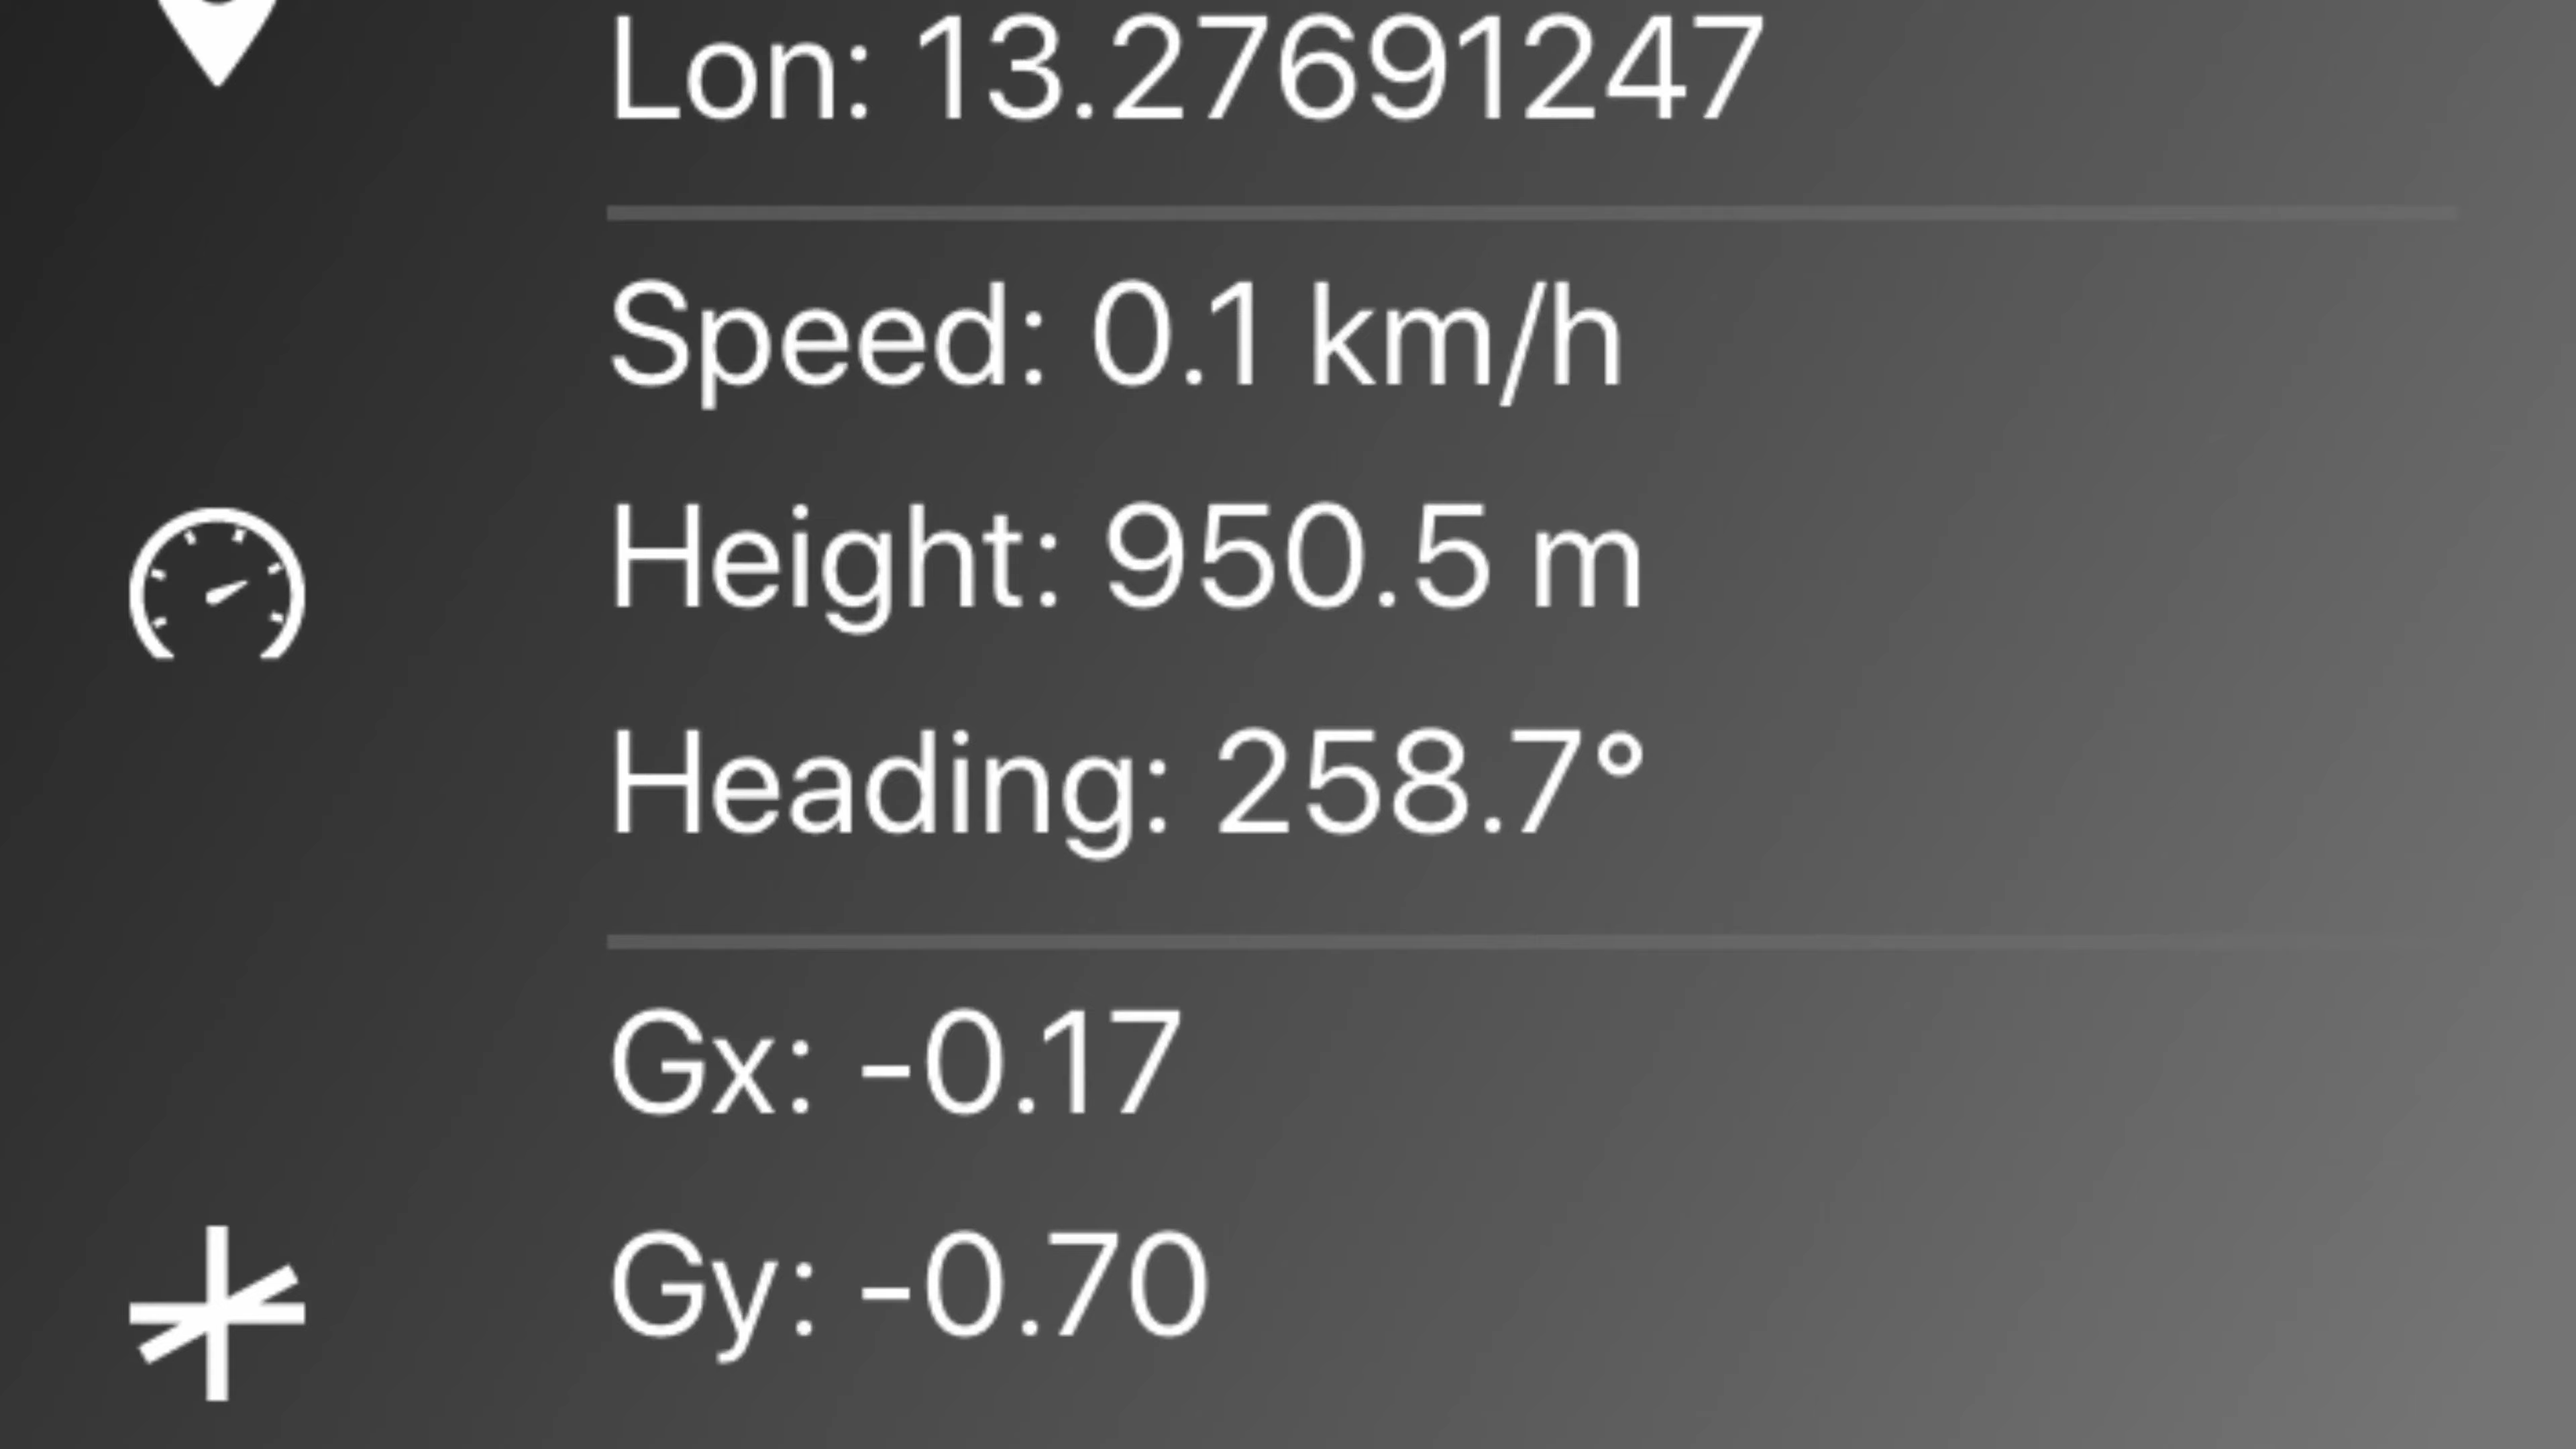 Lon: 13.27691247
Speed: 0.1 km/h
Height: 950.5 m
Heading: 258.7°
Gx: -0.17
Gy: -0.70